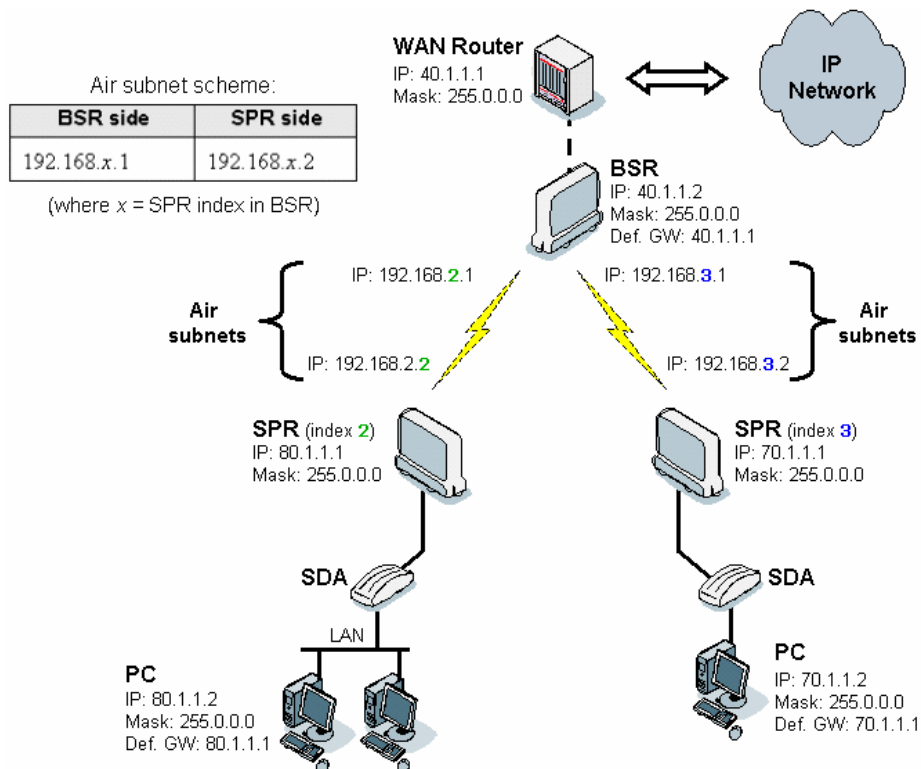 WAN Router
IP: 40.1.1.1
Mask: 255.0.0.0
IP
Network
Air subnet scheme:
BSR side SPR side
192.168.x.1 192.168.x.2
(where x = SPR index in BSR)
BSR
IP: 40.1.1.2
Mask: 255.0.0.0
Def. GW: 40.1.1.1
IP: 192.168.2.1
IP: 192.168.3.1
Air
subnets
Air
subnets
IP: 192.168.2.2
IP: 192.168.3.2
SPR (index 2)
IP: 80.1.1.1
Mask: 255.0.0.0
SPR (index 3)
IP: 70.1.1.1
Mask: 255.0.0.0
SDA
SDA
LAN
PC
IP: 80.1.1.2
Mask: 255.0.0.0
Def. GW: 80.1.1.1
PC
IP: 70.1.1.2
Mask: 255.0.0.0
Def. GW: 70.1.1.1